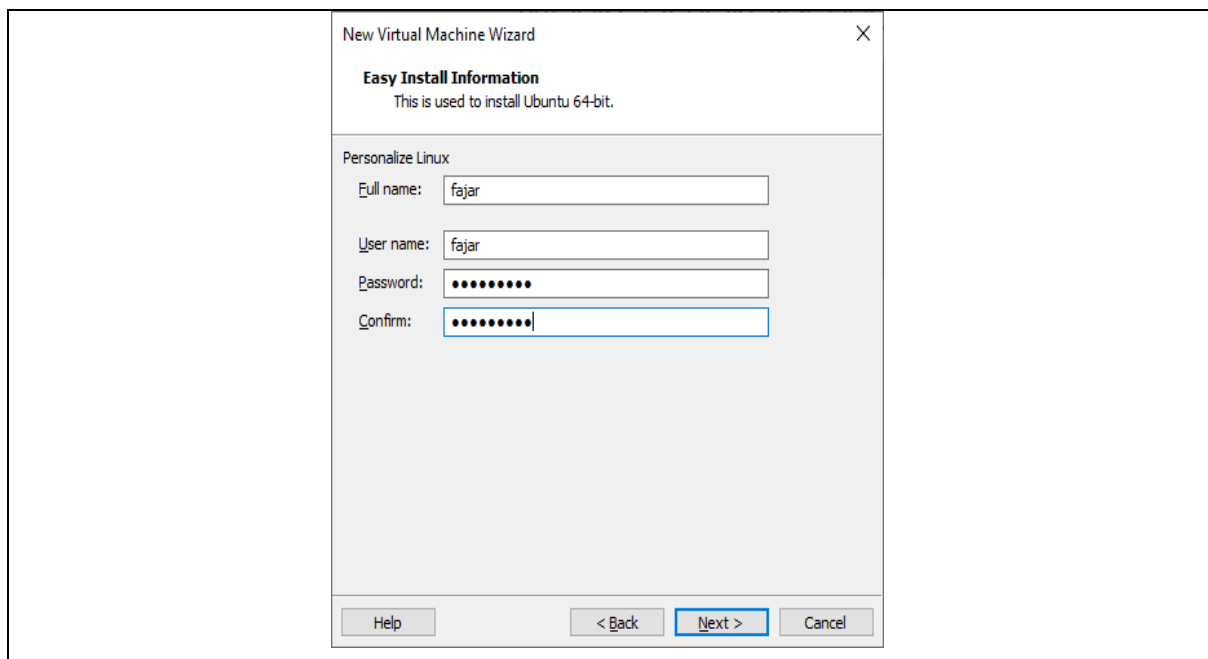 New Virtual Machine Wizard
Easy Install Information
This is used to install Ubuntu 64-bit.
Personalize Linux
Full name: fajar
User name: fajar
Password: ●●●●●●●●●
Confirm: ●●●●●●●●●
Help < Back Next > Cancel